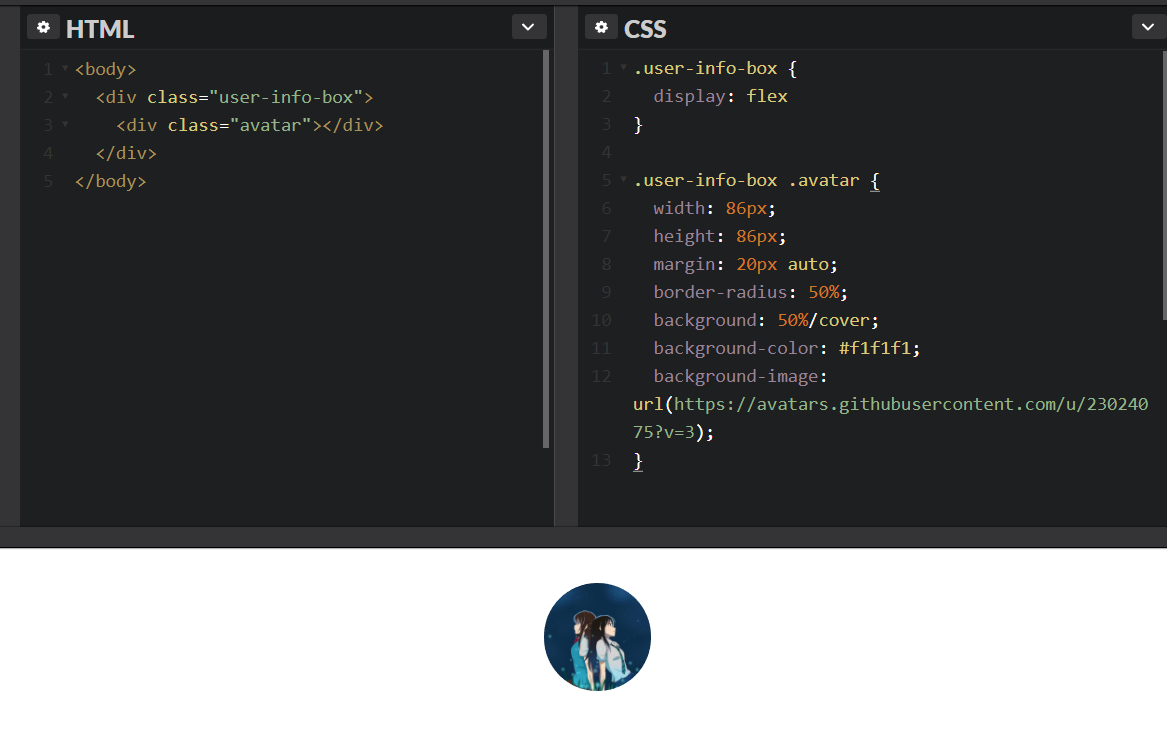 HTML
1 <body>
2 <div class="user-info-box">
3 <div class="avatar"></div>
4 </div>
5 </body>
CSS
1 .user-info-box {
2 display: flex
3 }
4
5 .user-info-box .avatar {
6 width: 86px;
7 height: 86px;
8 margin: 20px auto;
9 border-radius: 50%;
10 background: 50%/cover;
11 background-color: #f1f1f1;
12 background-image:
url(https://avatars.githubusercontent.com/u/230240
75?v=3);
13 }